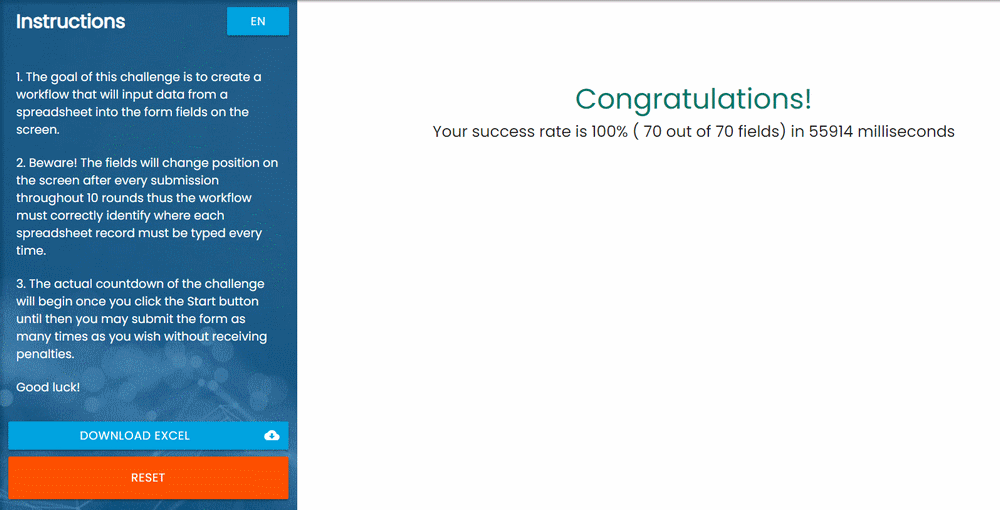 Instructions
EN
1. The goal of this challenge is to create a
workflow that will input data from a
spreadsheet into the form fields on the
screen.
2. Beware! The fields will change position on
the screen after every submission
throughout 10 rounds thus the workflow
must correctly identify where each
spreadsheet record must be typed every
time.
3. The actual countdown of the challenge
will begin once you click the Start button
until then you may submit the form as
many times as you wish without receiving
penalties.
Good luck!
DOWNLOAD EXCEL
RESET
Congratulations!
Your success rate is 100% ( 70 out of 70 fields) in 55914 milliseconds